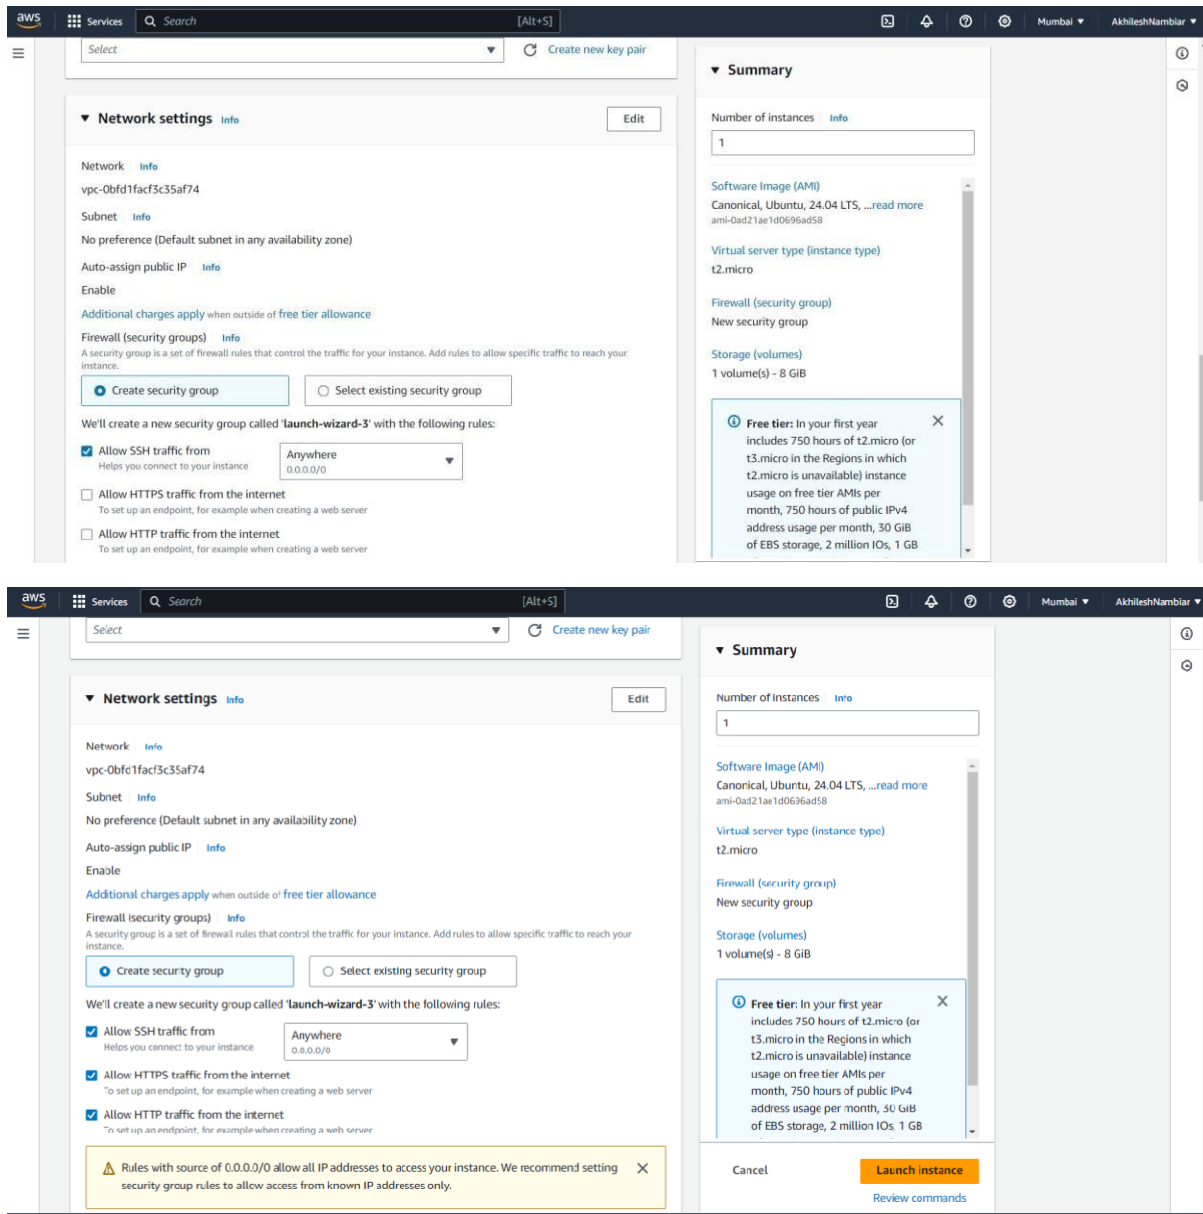 aws Services Search [Alt+S] Mumbai AkhileshNambiar
Select Create new key pair
Network settings Info Edit
Network Info
vpc-0bfd1facf3c35af74
Subnet Info
No preference (Default subnet in any availability zone)
Auto-assign public IP Info
Enable
Additional charges apply when outside of free tier allowance
Firewall (security groups) Info
A security group is a set of firewall rules that control the traffic for your instance. Add rules to allow specific traffic to reach your
instance.
Create security group Select existing security group
We'll create a new security group called 'launch-wizard-3' with the following rules:
Allow SSH traffic from
Helps you connect to your instance
Anywhere
0.0.0.0/0
Allow HTTPS traffic from the internet
To set up an endpoint, for example when creating a web server
Allow HTTP traffic from the internet
To set up an endpoint, for example when creating a web server
Summary
Number of instances Info
1
Software Image (AMI)
Canonical, Ubuntu, 24.04 LTS, ...read more
ami-0ad21ae1d0696ad58
Virtual server type (instance type)
t2.micro
Firewall (security group)
New security group
Storage (volumes)
1 volume(s) - 8 GiB
Free tier: In your first year
includes 750 hours of t2.micro (or
t3.micro in the Regions in which
t2.micro is unavailable) instance
usage on free tier AMIs per
month, 750 hours of public IPv4
address usage per month, 30 GiB
of EBS storage, 2 million IOs, 1 GB
aws Services Search [Alt+S] Mumbai AkhileshNambiar
Select Create new key pair
Network settings Info Edit
Network Info
vpc-0bfd1facf3c35af74
Subnet Info
No preference (Default subnet in any availability zone)
Auto-assign public IP Info
Enable
Additional charges apply when outside of free tier allowance
Firewall (security groups) Info
A security group is a set of firewall rules that control the traffic for your instance. Add rules to allow specific traffic to reach your
instance.
Create security group Select existing security group
We'll create a new security group called 'launch-wizard-3' with the following rules:
Allow SSH traffic from
Helps you connect to your instance
Anywhere
0.0.0.0/0
Allow HTTPS traffic from the internet
To set up an endpoint, for example when creating a web server
Allow HTTP traffic from the internet
To set up an endpoint, for example when creating a web server
Rules with source of 0.0.0.0/0 allow all IP addresses to access your instance. We recommend setting
security group rules to allow access from known IP addresses only.
Summary
Number of instances Info
1
Software Image (AMI)
Canonical, Ubuntu, 24.04 LTS, ...read more
ami-0ad21ae1d0696ad58
Virtual server type (instance type)
t2.micro
Firewall (security group)
New security group
Storage (volumes)
1 volume(s) - 8 GiB
Free tier: In your first year
includes 750 hours of t2.micro (or
t3.micro in the Regions in which
t2.micro is unavailable) instance
usage on free tier AMIs per
month, 750 hours of public IPv4
address usage per month, 30 GiB
of EBS storage, 2 million IOs, 1 GB
Cancel Launch instance
Review commands